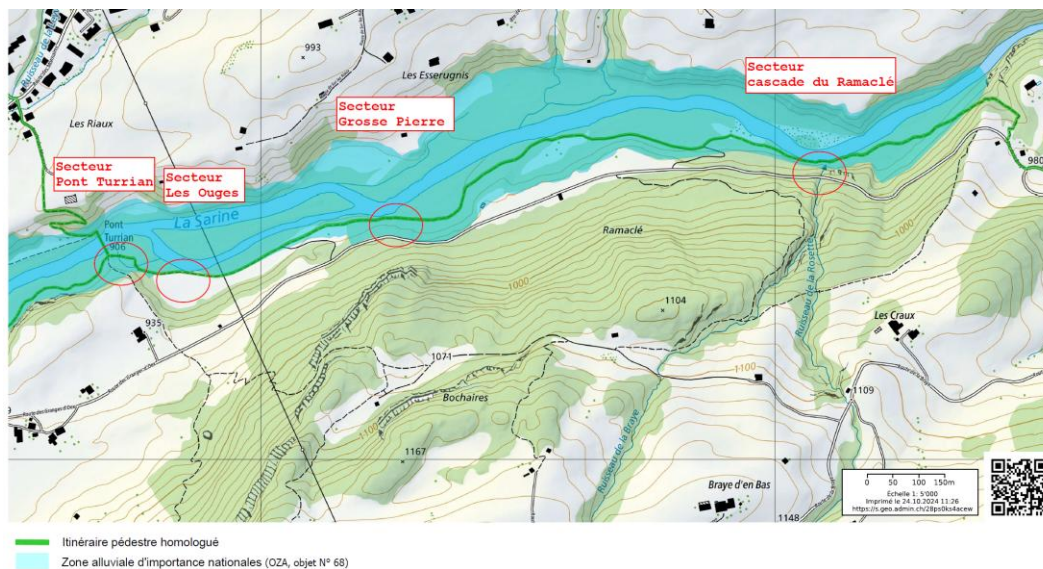 993
Les Esserugnis
Secteur
cascade du Ramaclé
Secteur
Grosse Pierre
Les Riaux
Secteur
Pont Turrian
Secteur
Les Ouges
La Sarine
Pont
Turrian
906
980
Ramaclé
1000
1000
935
1104
Ruisseau de la Rosette
Les Craux
1071
1100
1100
Bochaires
1109
1167
Ruisseau de la Braye
Braye d'en Bas
1148
0 50 100 150m
Échelle 1: 5'000
Imprimé le 24.10.2024 11:26
https://s.geo.admin.ch/28ps0ks4acew
Itinéraire pédestre homologué
Zone alluviale d'importance nationales (OZA, objet N° 68)